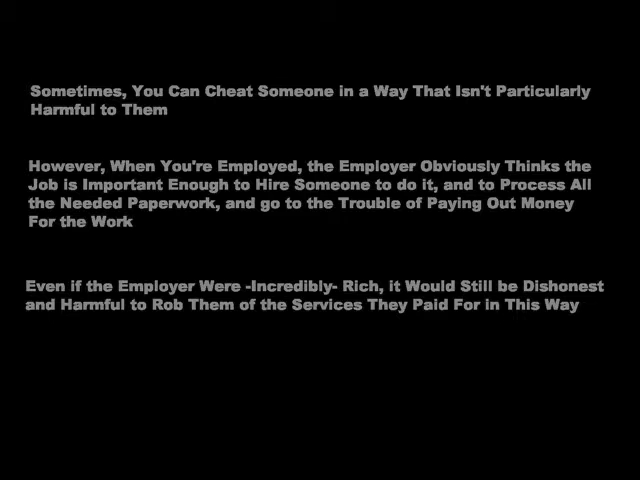 Sometimes, You Can Cheat Someone in a Way That Isn't Particularly
Harmful to Them
However, When You're Employed, the Employer Obviously Thinks the
Job is Important Enough to Hire Someone to do it, and to Process All
the Needed Paperwork, and go to the Trouble of Paying Out Money
For the Work
Even if the Employer Were -Incredibly- Rich, it Would Still be Dishonest
and Harmful to Rob Them of the Services They Paid For in This Way